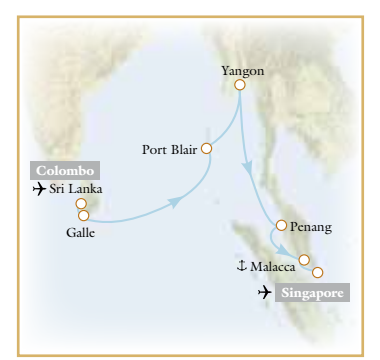 Yangon
Port Blair
Colombo
Sri Lanka
Galle
Penang
Malacca
Singapore